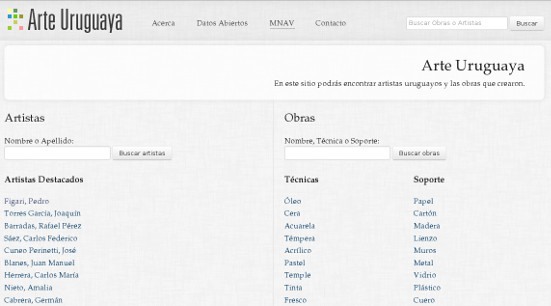 Arte Uruguaya
Acerca Datos Abiertos MNAV Contacto
Buscar Obras o Artistas Buscar
Arte Uruguaya
En este sitio podrás encontrar artistas uruguayos y las obras que crearon.
Artistas
Nombre o Apellido:
Buscar artistas
Artistas Destacados
Figari, Pedro
Torres García, Joaquín
Barradas, Rafael Pérez
Sáez, Carlos Federico
Cuneo Perinetti, José
Blanes, Juan Manuel
Herrera, Carlos María
Nieto, Amalia
Cabrera, Germán
Obras
Nombre, Técnica o Soporte:
Buscar obras
Técnicas
Óleo
Cera
Acuarela
Témpera
Acrílico
Pastel
Temple
Tinta
Fresco
Soporte
Papel
Cartón
Madera
Lienzo
Muros
Metal
Vidrio
Plástico
Cuero